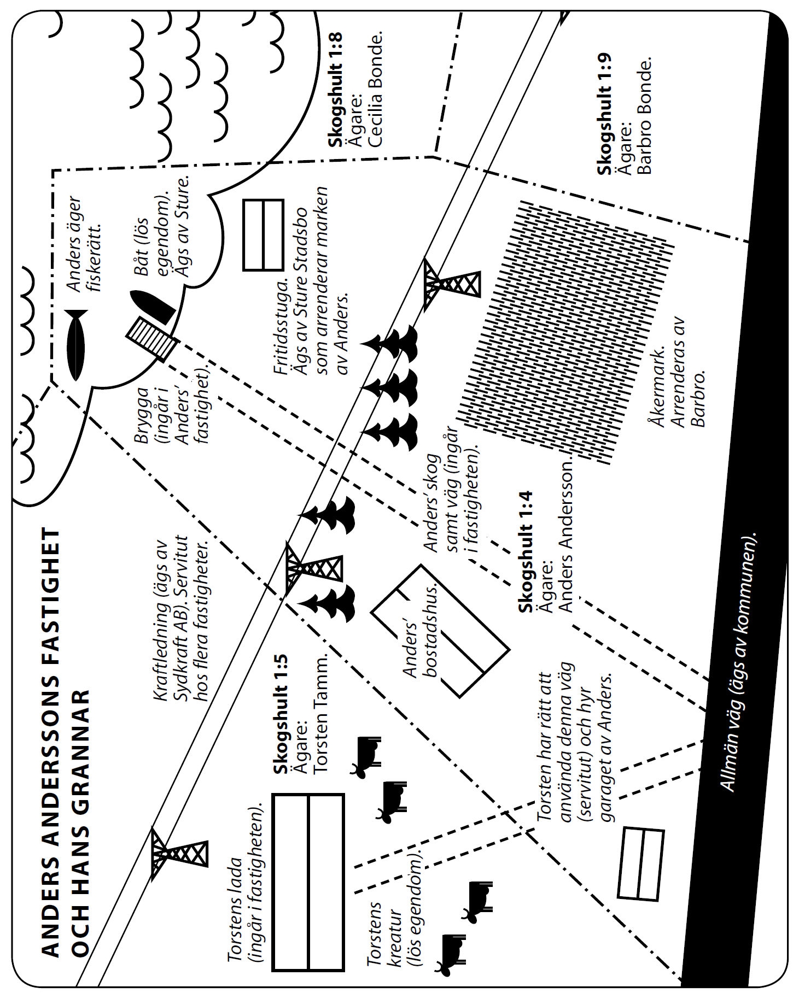 ANDERS ANDERSSONS FASTIGHET
OCH HANS GRANNAR
Kraftledning (ägs av
Sydkraft AB). Servitut
hos flera fastigheter.
Brygga
(ingår i
Anders’
fastighet).
Anders äger
fiskerätt.
Båt (lös
egendom).
Ägs av Sture.
Torstens lada
(ingår i fastigheten).
Skogshult 1:5
Ägare:
Torsten Tamm.
Fritidsstuga.
Ägs av Sture Stadsbo
som arrenderar marken
av Anders.
Skogshult 1:8
Ägare:
Cecilia Bonde.
Torstens
kreatur
(lös egendom).
Anders’
bostadshus.
Anders’ skog
samt väg (ingår
i fastigheten).
Skogshult 1:4
Ägare:
Anders Andersson.
Torsten har rätt att
använda denna väg
(servitut) och hyr
garaget av Anders.
Åkermark.
Arrenderas av
Barbro.
Skogshult 1:9
Ägare:
Barbro Bonde.
Allmän väg (ägs av kommunen).